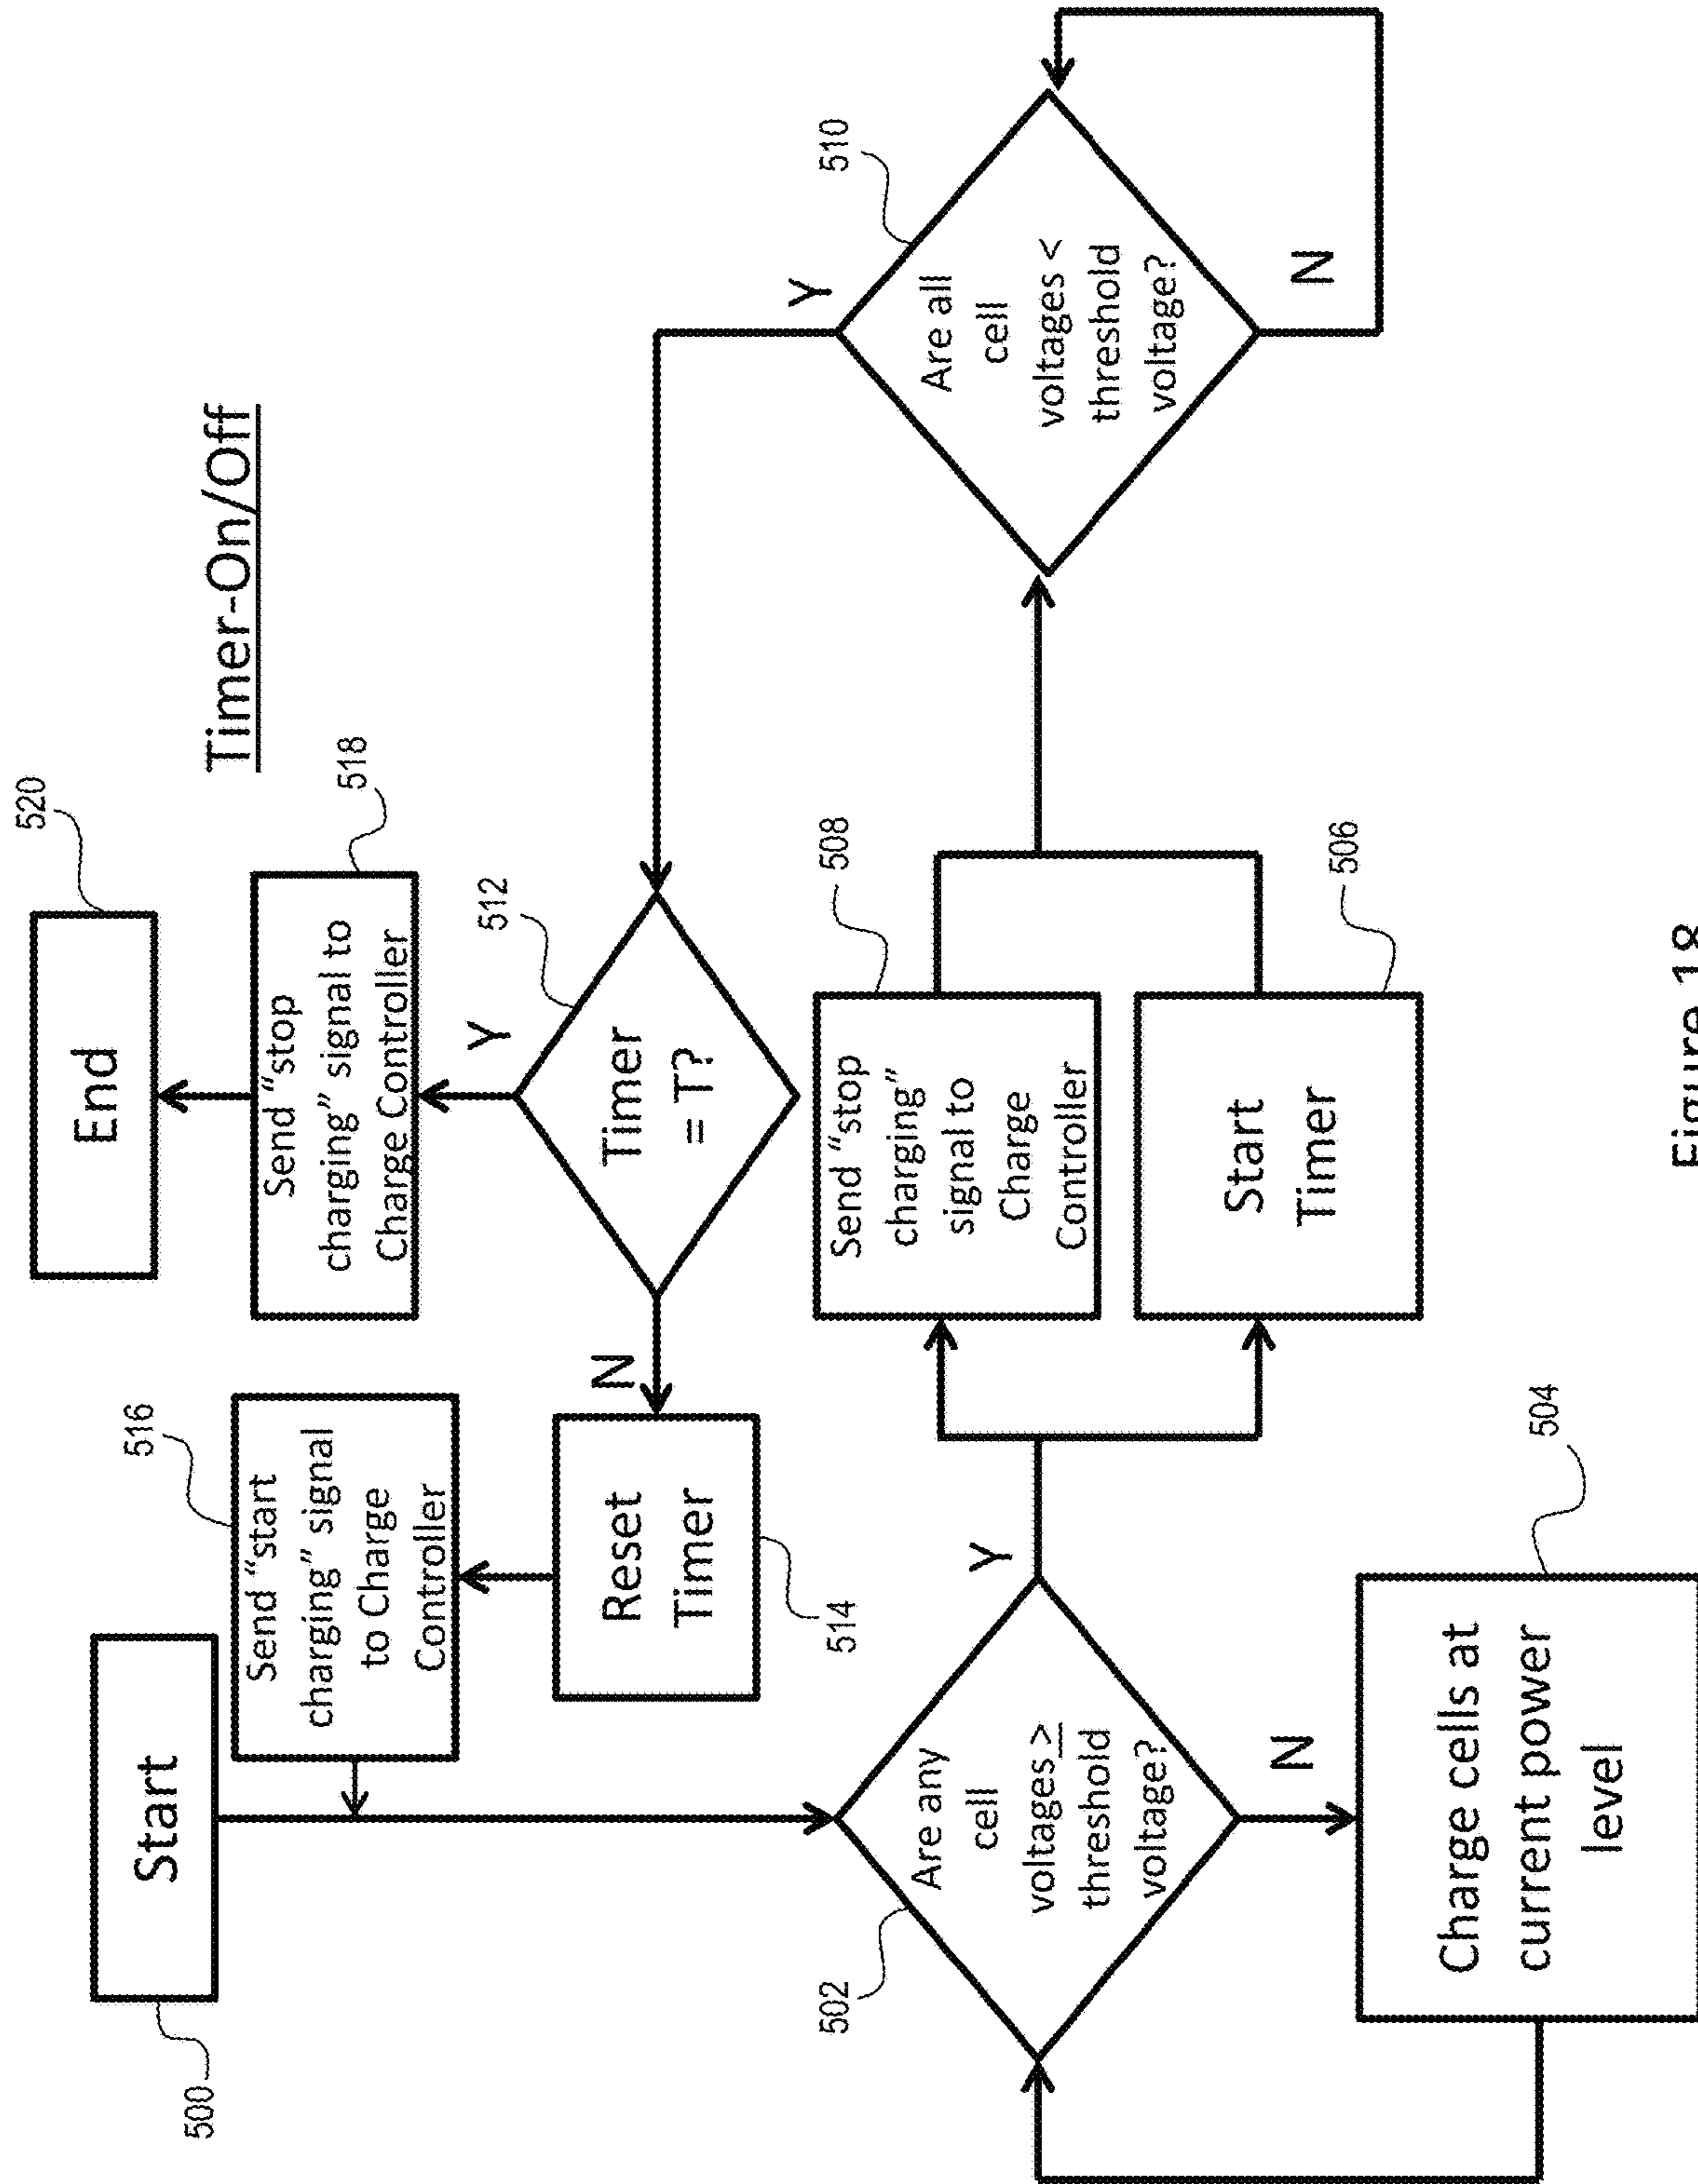 Timer-On/Off
500
Start
516
Send “start
charging” signal
to Charge
Controller
514
Reset
Timer
N
512
Timer
= T?
Y
518
Send “stop
charging” signal to
Charge Controller
520
End
502
Are any
cell
voltages ≥
threshold
voltage?
Y
N
504
Charge cells at
current power
level
508
Send “stop
charging”
signal to
Charge
Controller
506
Start
Timer
510
Are all
cell
voltages <
threshold
voltage?
Y
N
Figure 18